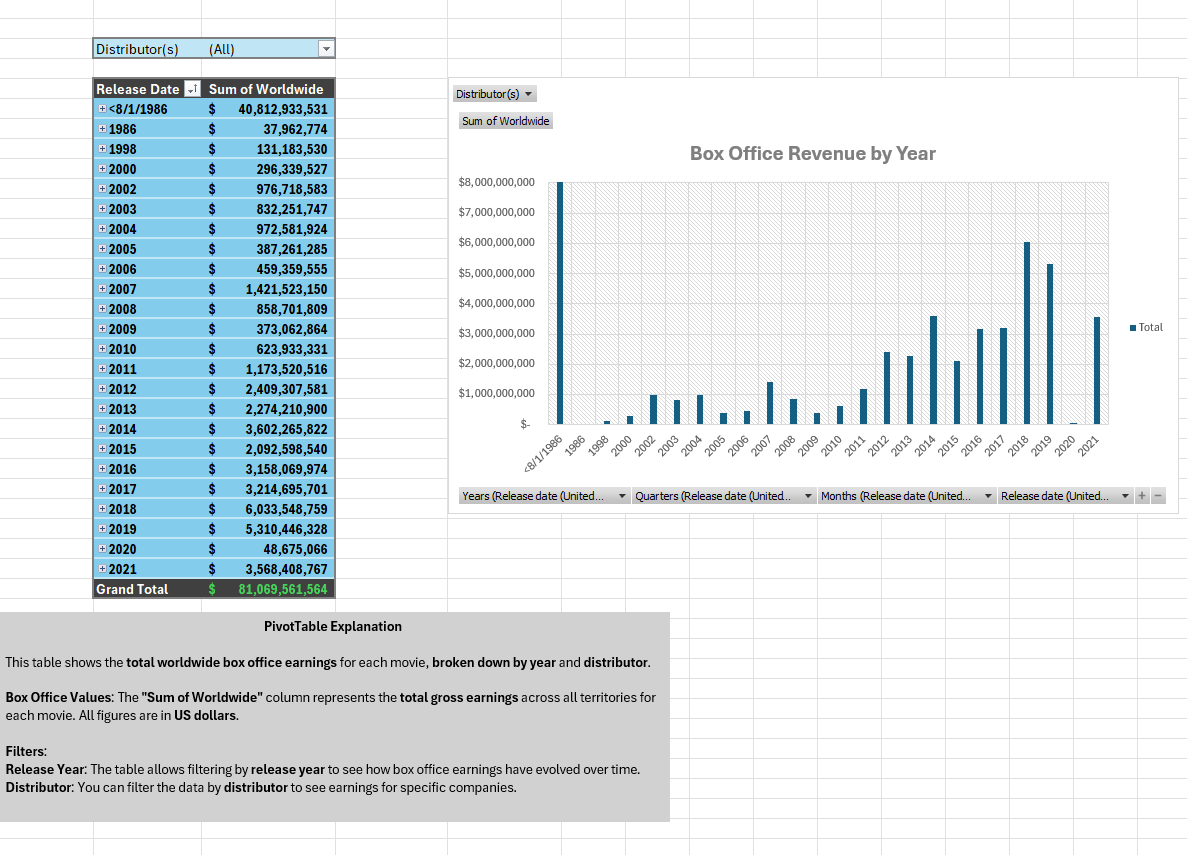 Distributor(s) (All)
Release Date Sum of Worldwide
<8/1/1986 $ 40,812,933,531
1986 $ 37,962,774
1998 $ 131,183,530
2000 $ 296,339,527
2002 $ 976,718,583
2003 $ 832,251,747
2004 $ 972,581,924
2005 $ 387,261,285
2006 $ 459,359,555
2007 $ 1,421,523,150
2008 $ 858,701,809
2009 $ 373,062,864
2010 $ 623,933,331
2011 $ 1,173,520,516
2012 $ 2,409,307,581
2013 $ 2,274,210,900
2014 $ 3,602,265,822
2015 $ 2,092,598,540
2016 $ 3,158,069,974
2017 $ 3,214,695,701
2018 $ 6,033,548,759
2019 $ 5,310,446,328
2020 $ 48,675,066
2021 $ 3,568,408,767
Grand Total $ 81,069,561,564
Distributor(s)
Sum of Worldwide
Box Office Revenue by Year
$8,000,000,000
$7,000,000,000
$6,000,000,000
$5,000,000,000
$4,000,000,000
$3,000,000,000
$2,000,000,000
$1,000,000,000
$-
<8/1/1986 1986 1998 2000 2002 2003 2004 2005 2006 2007 2008 2009 2010 2011 2012 2013 2014 2015 2016 2017 2018 2019 2020 2021
Total
Years (Release date (United... Quarters (Release date (United... Months (Release date (United... Release date (United... + −
PivotTable Explanation
This table shows the total worldwide box office earnings for each movie, broken down by year and distributor.
Box Office Values: The "Sum of Worldwide" column represents the total gross earnings across all territories for
each movie. All figures are in US dollars.
Filters:
Release Year: The table allows filtering by release year to see how box office earnings have evolved over time.
Distributor: You can filter the data by distributor to see earnings for specific companies.